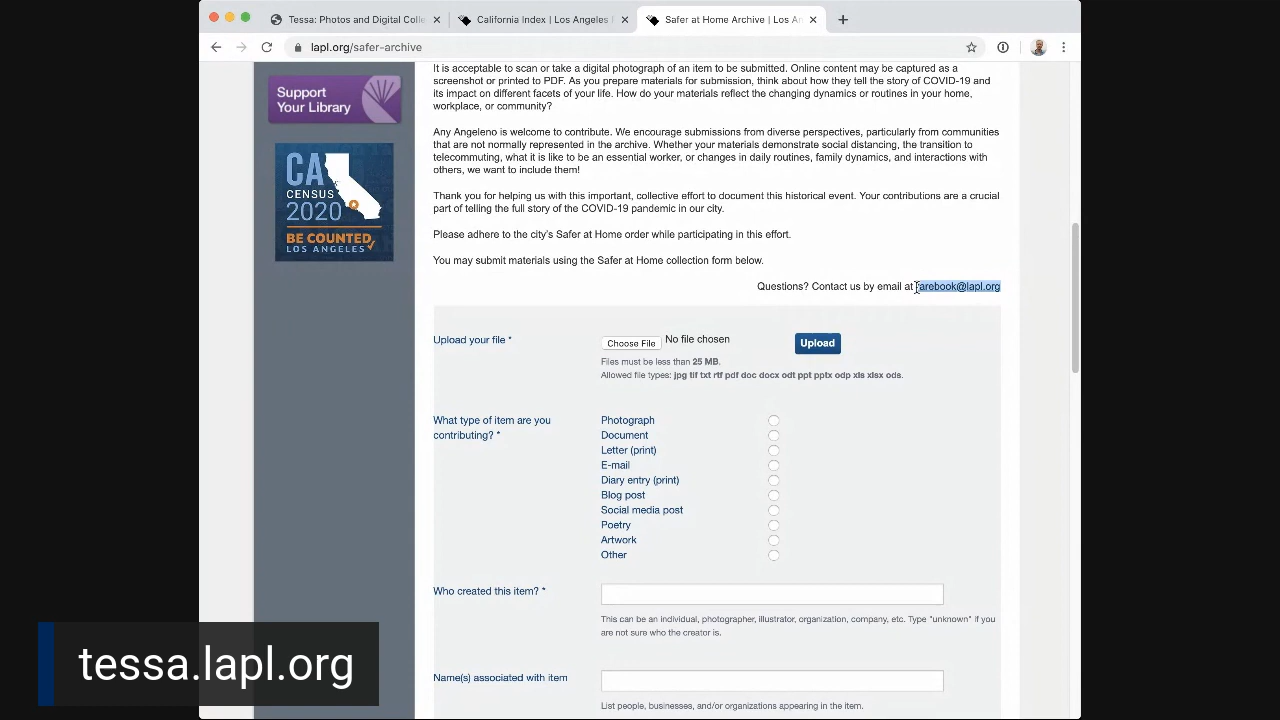 Tessa: Photos and Digital Colle
California Index | Los Angeles
Safer at Home Archive | Los An
lapl.org/safer-archive
Support
Your Library
CA
CENSUS
2020
BE COUNTED
LOS ANGELES
It is acceptable to scan or take a digital photograph of an item to be submitted. Online content may be captured as a
screenshot or printed to PDF. As you prepare materials for submission, think about how they tell the story of COVID-19 and
its impact on different facets of your life. How do your materials reflect the changing dynamics or routines in your home,
workplace, or community?
Any Angeleno is welcome to contribute. We encourage submissions from diverse perspectives, particularly from communities
that are not normally represented in the archive. Whether your materials demonstrate social distancing, the transition to
telecommuting, what it is like to be an essential worker, or changes in daily routines, family dynamics, and interactions with
others, we want to include them!
Thank you for helping us with this important, collective effort to document this historical event. Your contributions are a crucial
part of telling the full story of the COVID-19 pandemic in our city.
Please adhere to the city's Safer at Home order while participating in this effort.
You may submit materials using the Safer at Home collection form below.
Questions? Contact us by email at rarebook@lapl.org
Upload your file *
Choose File No file chosen
Upload
Files must be less than 25 MB.
Allowed file types: jpg tif txt rtf pdf doc docx odt ppt pptx odp xls xlsx ods.
What type of item are you
contributing? *
Photograph
Document
Letter (print)
E-mail
Diary entry (print)
Blog post
Social media post
Poetry
Artwork
Other
Who created this item? *
This can be an individual, photographer, illustrator, organization, company, etc. Type "unknown" if you
are not sure who the creator is.
Name(s) associated with item
List people, businesses, and/or organizations appearing in the item.
tessa.lapl.org